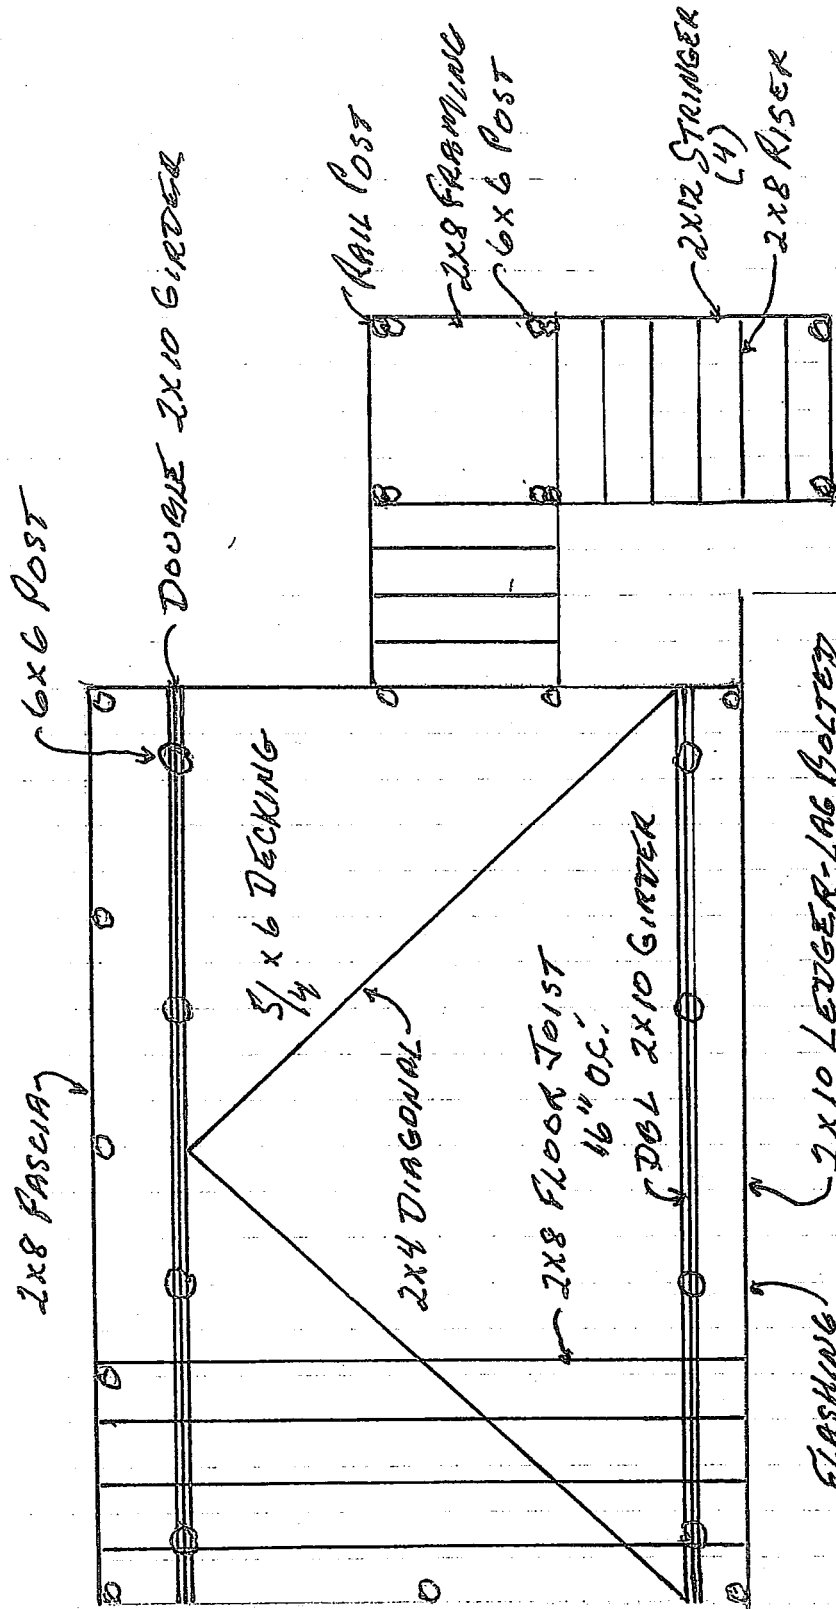 2X8 FASCIA
6X6 POST
DOUBLE 2X10 GIRDER
5/4 X 6 DECKING
2X4 DIAGONAL
2X8 FLOOR JOIST
16" O.C.
DBL 2X10 GIRDER
FLASHING
2X10 LEDGER-LAG BOLTED
RAIL POST
2X8 FRAMING
6X6 POST
2X12 STRINGER
(4)
2X8 RISER